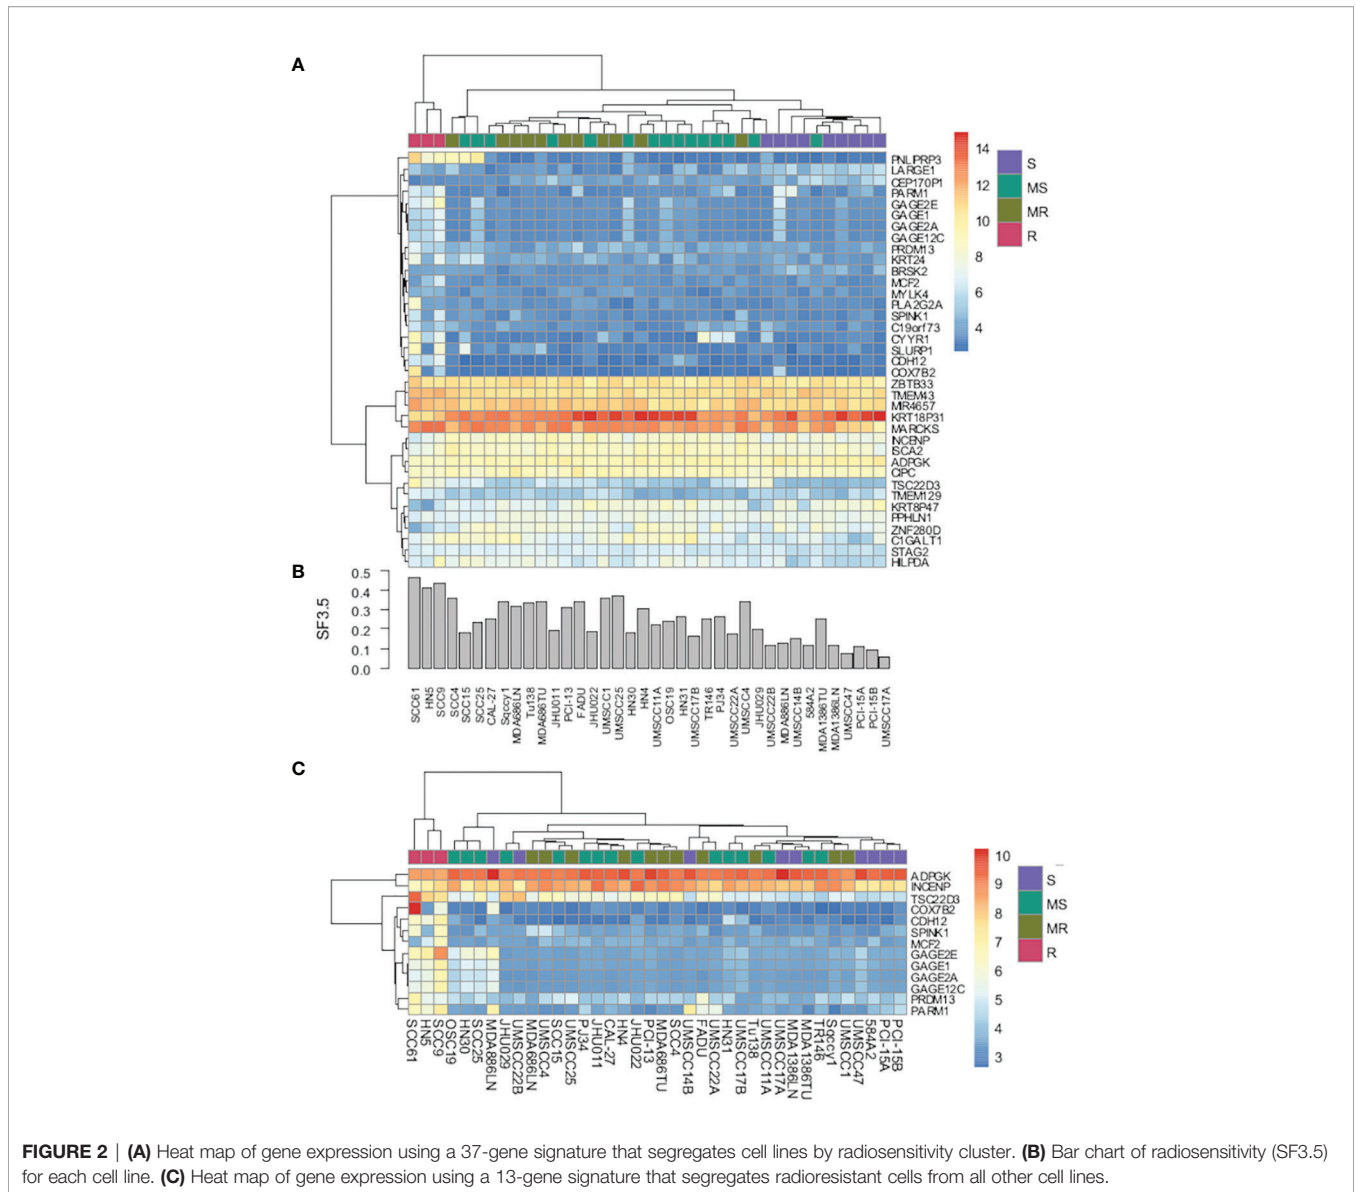 A
PNLIPRP3
LARGE1
CEP170P1
PARM1
GAGE2E
GAGE1
GAGE2A
GAGE12C
PRDM13
KRT24
BRSK2
MCF2
MYLK4
PLA2G2A
SPINK1
C19orf73
CYYR1
SLURP1
CDH12
COX7B2
ZBTB33
TMEM43
MIR4657
KRT18P31
MARCKS
INCENP
ISCA2
ADPGK
CIPC
TSC22D3
TMEM129
KRT8P47
PPHLN1
ZNF280D
C1GALT1
STAG2
HILPDA
14
12
10
8
6
4
S
MS
MR
R
B
SF3.5
0.5
0.4
0.3
0.2
0.1
0.0
SCC61
HN5
SCC9
SCC4
SCC15
SCC25
CAL-27
Sqccy1
MDA686LN
Tu138
MDA686TU
JHU011
PCI-13
FADU
JHU022
UMSCC1
UMSCC25
HN30
HN4
UMSCC11A
OSC19
HN31
UMSCC17B
TR146
PJ34
UMSCC22A
UMSCC4
JHU029
UMSCC22B
MDA886LN
UMSCC14B
584A2
MDA1386TU
MDA1386LN
UMSCC47
PCI-15A
PCI-15B
UMSCC17A
C
ADPGK
INCENP
TSC22D3
COX7B2
CDH12
SPINK1
MCF2
GAGE2E
GAGE1
GAGE2A
GAGE12C
PRDM13
PARM1
10
9
8
7
6
5
4
3
S
MS
MR
R
SCC61
HN5
SCC9
OSC19
HN30
SCC25
MDA886LN
JHU029
UMSCC22B
MDA686LN
UMSCC4
SCC15
UMSCC25
PJ34
JHU011
CAL-27
HN4
JHU022
PCI-13
MDA686TU
SCC4
UMSCC14B
FADU
UMSCC22A
HN31
UMSCC17B
Tu138
UMSCC11A
UMSCC17A
MDA1386LN
MDA1386TU
TR146
Sqccy1
UMSCC1
UMSCC47
584A2
PCI-15A
PCI-15B
FIGURE 2 | (A) Heat map of gene expression using a 37-gene signature that segregates cell lines by radiosensitivity cluster. (B) Bar chart of radiosensitivity (SF3.5)
for each cell line. (C) Heat map of gene expression using a 13-gene signature that segregates radioresistant cells from all other cell lines.